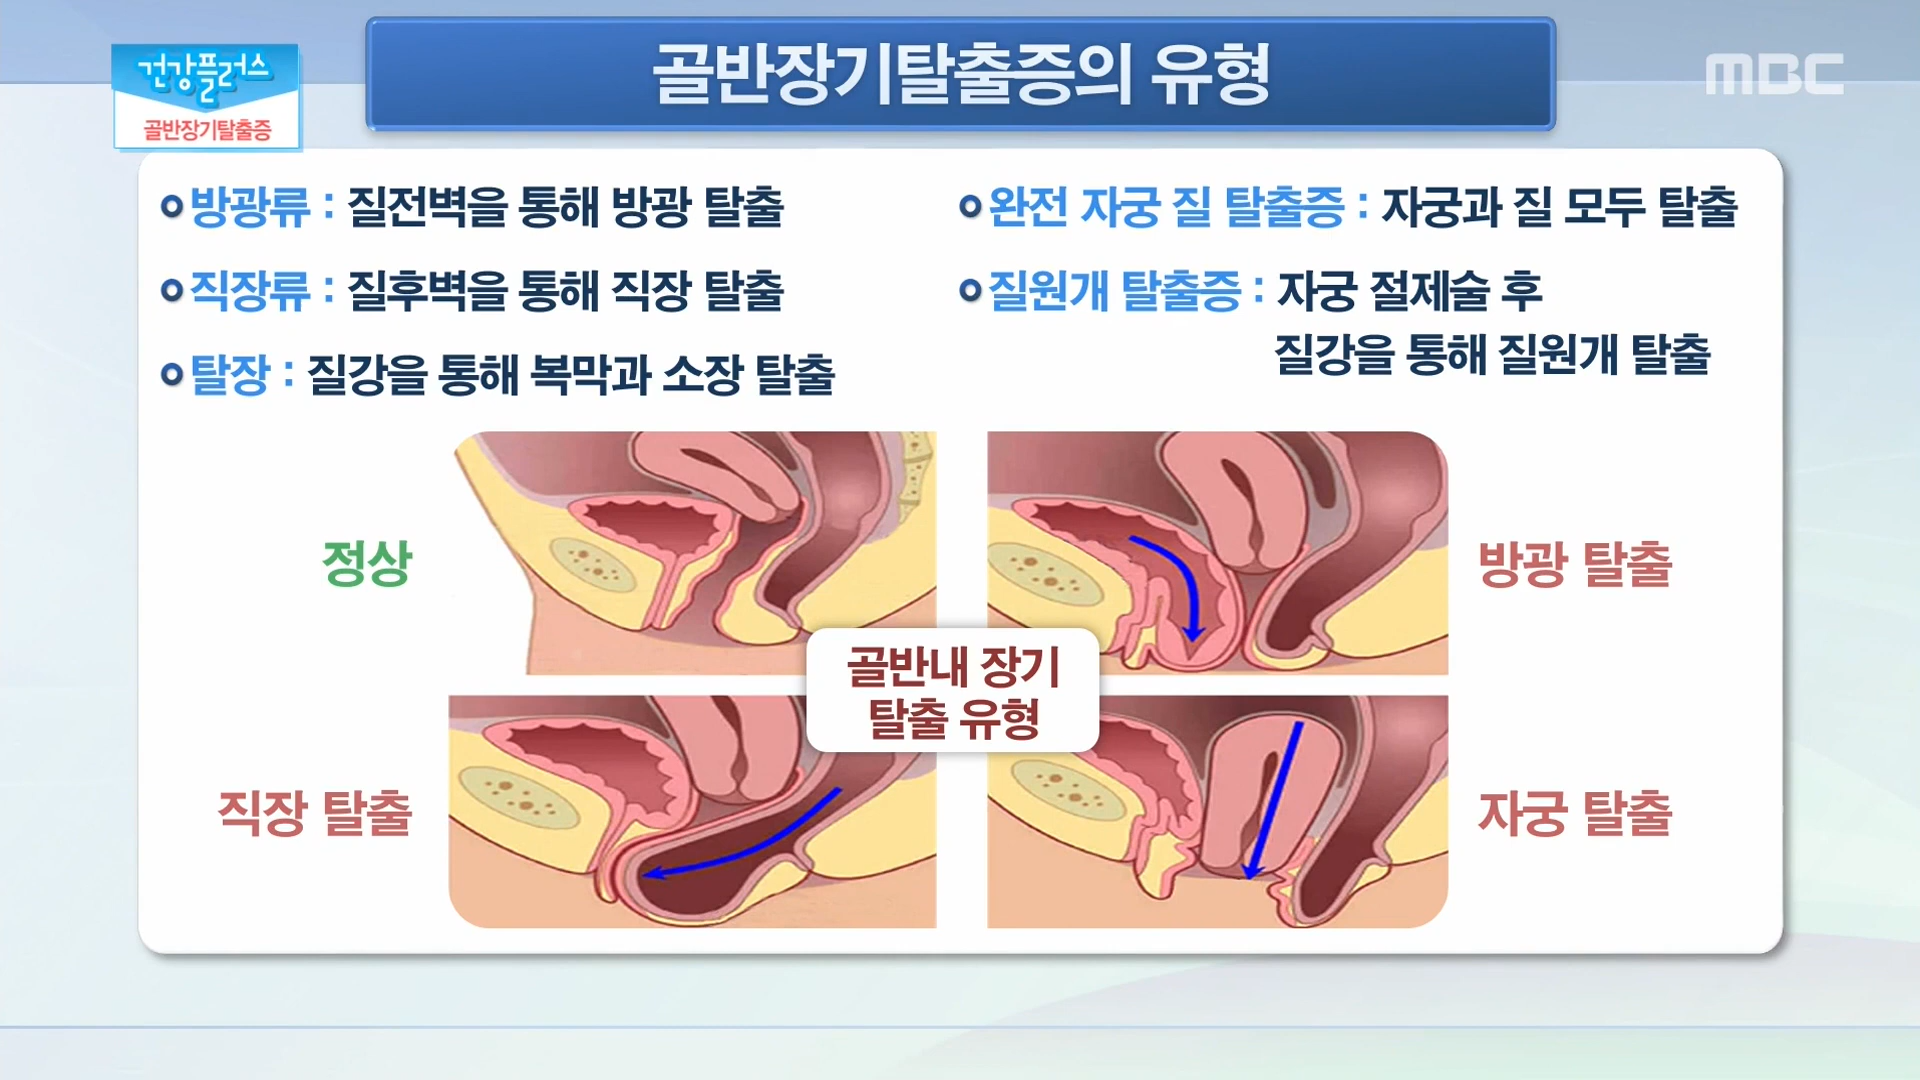 골반장기탈출증의 유형
MBC
건강플러스
골반장기탈출증
방광류 : 질전벽을 통해 방광 탈출
직장류 : 질후벽을 통해 직장 탈출
탈장 : 질강을 통해 복막과 소장 탈출
완전 자궁 질 탈출증 : 자궁과 질 모두 탈출
질원개 탈출증 : 자궁 절제술 후
질강을 통해 질원개 탈출
정상
방광 탈출
골반내 장기
탈출 유형
직장 탈출
자궁 탈출